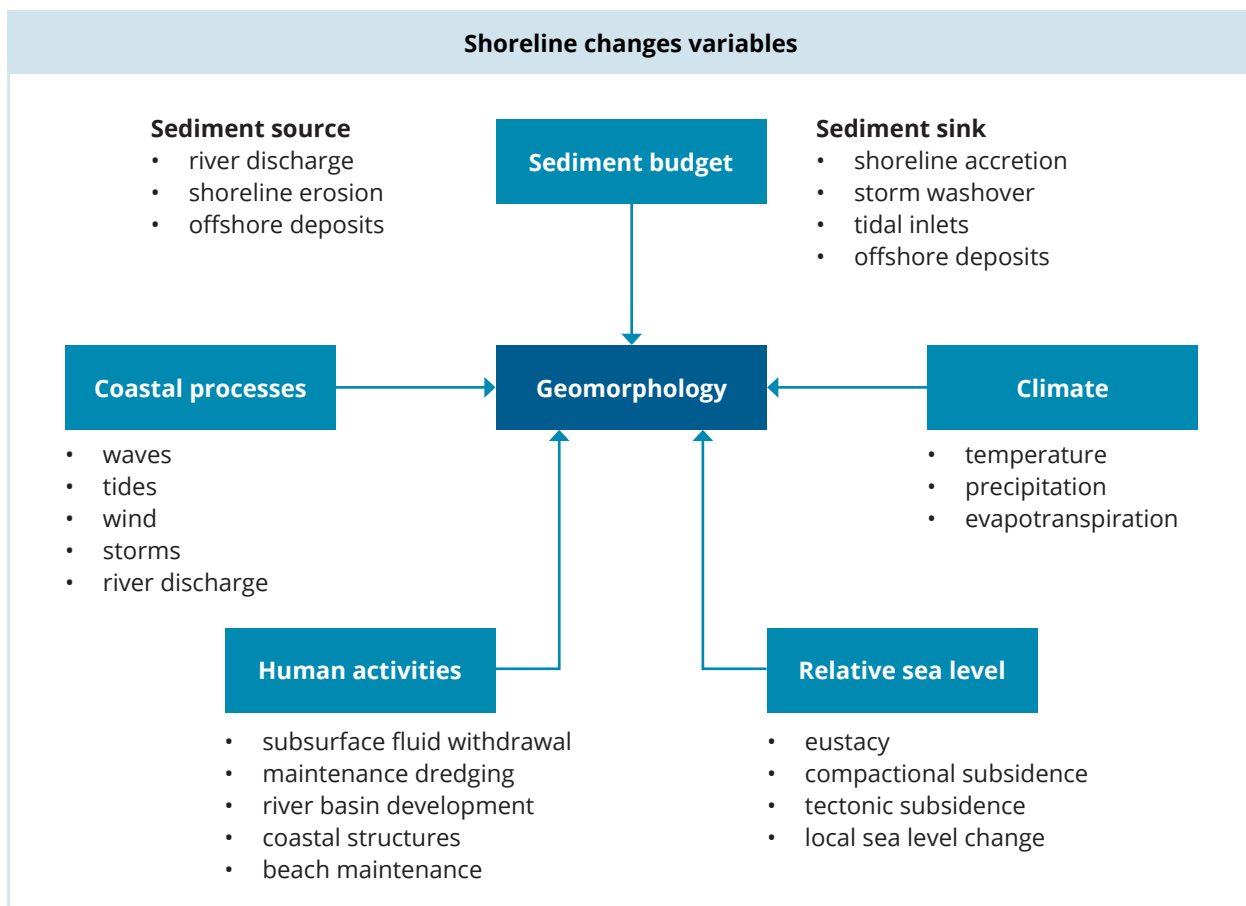 Shoreline changes variables
Sediment source
• river discharge
• shoreline erosion
• offshore deposits
Sediment budget
Sediment sink
• shoreline accretion
• storm washover
• tidal inlets
• offshore deposits
Coastal processes
• waves
• tides
• wind
• storms
• river discharge
Geomorphology
Climate
• temperature
• precipitation
• evapotranspiration
Human activities
• subsurface fluid withdrawal
• maintenance dredging
• river basin development
• coastal structures
• beach maintenance
Relative sea level
• eustacy
• compactional subsidence
• tectonic subsidence
• local sea level change